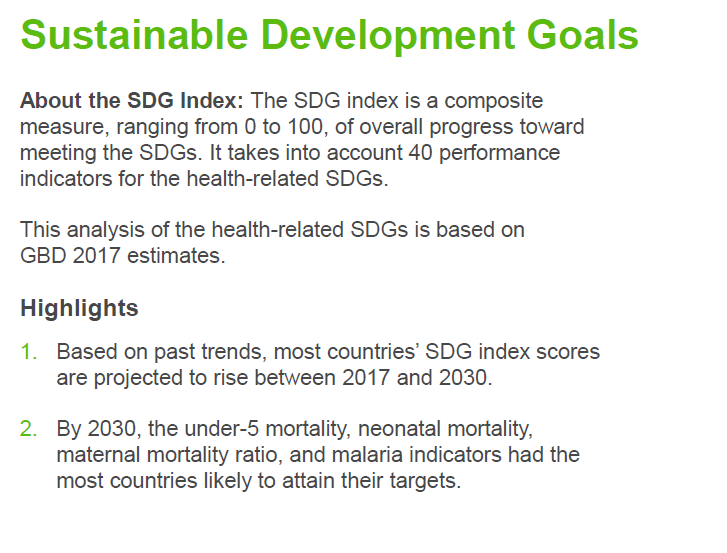 Sustainable Development Goals
About the SDG Index: The SDG index is a composite
measure, ranging from 0 to 100, of overall progress toward
meeting the SDGs. It takes into account 40 performance
indicators for the health-related SDGs.
This analysis of the health-related SDGs is based on
GBD 2017 estimates.
Highlights
1. Based on past trends, most countries’ SDG index scores
are projected to rise between 2017 and 2030.
2. By 2030, the under-5 mortality, neonatal mortality,
maternal mortality ratio, and malaria indicators had the
most countries likely to attain their targets.